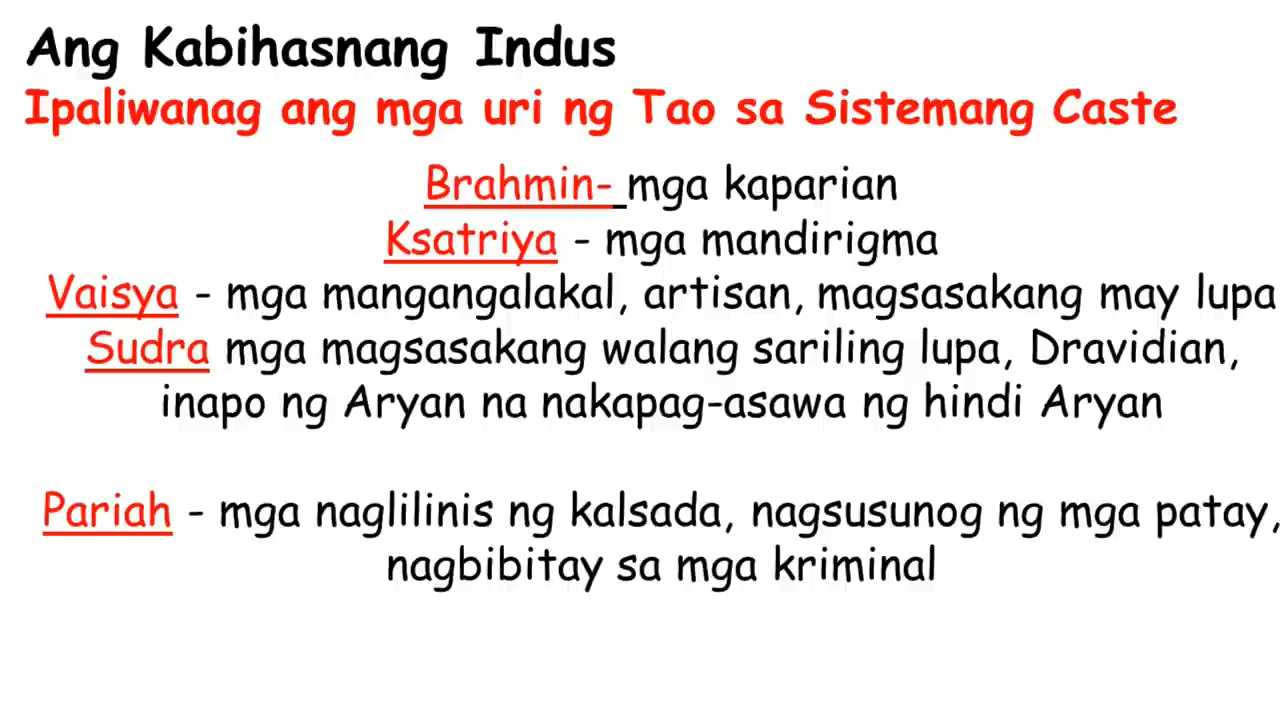 Ang Kabihasnang Indus
Ipaliwanag ang mga uri ng Tao sa Sistemang Caste
Brahmin- mga kaparian
Ksatriya - mga mandirigma
Vaisya - mga mangangalakal, artisan, magsasakang may lupa
Sudra mga magsasakang walang sariling lupa, Dravidian,
inapo ng Aryan na nakapag-asawa ng hindi Aryan
Pariah - mga naglilinis ng kalsada, nagsusunog ng mga patay,
nagbibitay sa mga kriminal